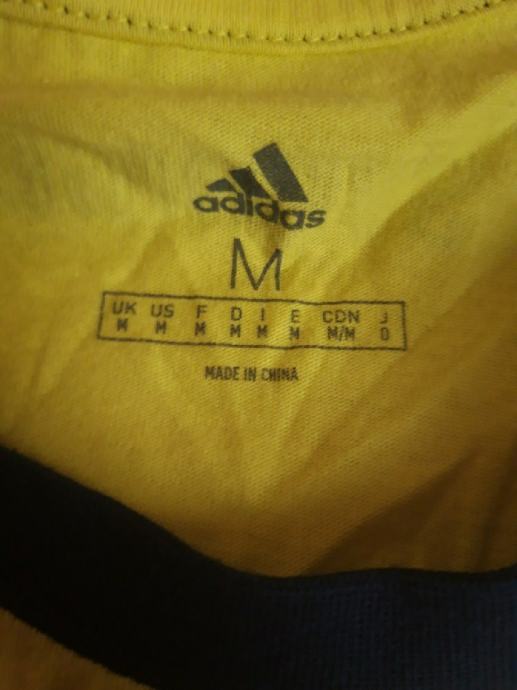 adidas
M
UK US F D I E CDN J
M M M M M M M/M O
MADE IN CHINA